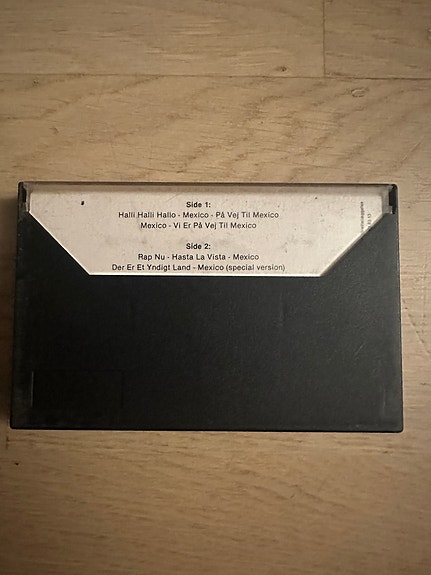 Side 1:
Halli Halli Hallo - Mexico - På Vej Til Mexico
Mexico - Vi Er På Vej Til Mexico
Side 2:
Rap Nu - Hasta La Vista - Mexico
Der Er Et Yndigt Land - Mexico (special version)